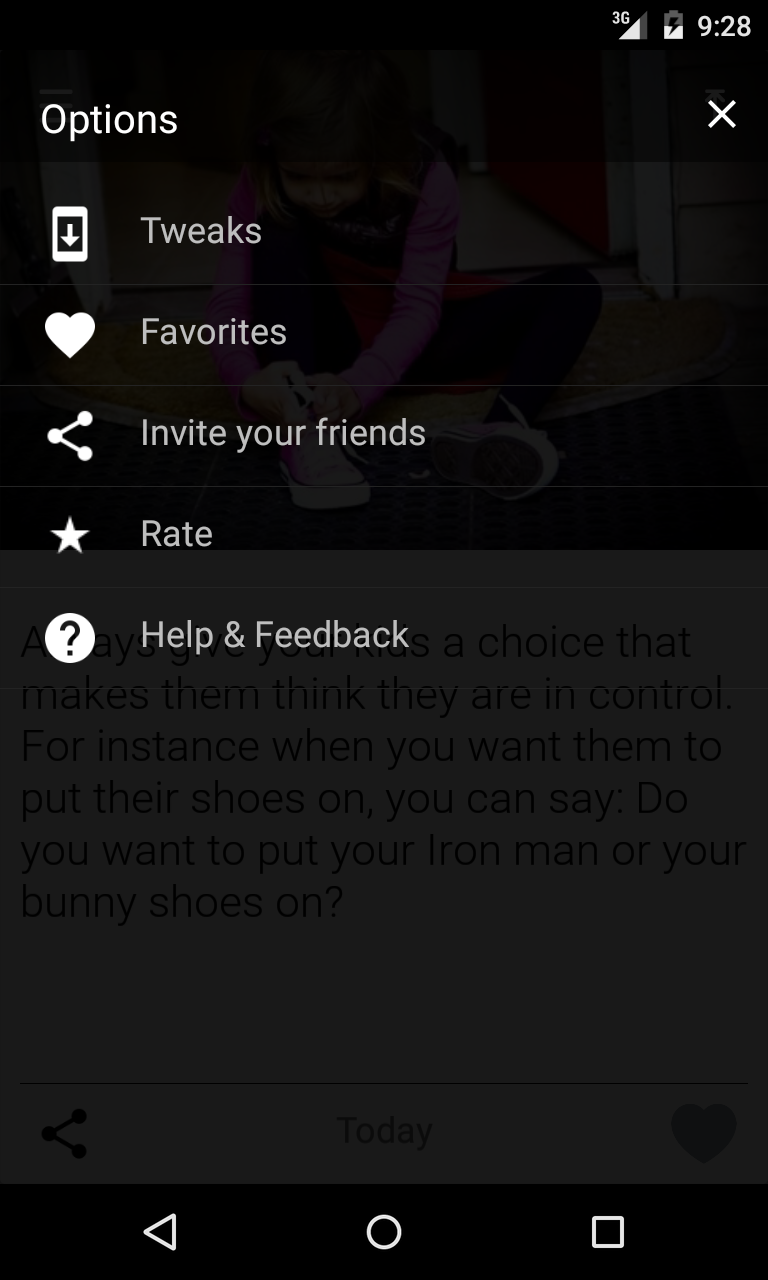 3G 9:28
Options
Tweaks
Favorites
Invite your friends
Rate
Help & Feedback
Always give your kids a choice that
makes them think they are in control.
For instance when you want them to
put their shoes on, you can say: Do
you want to put your Iron man or your
bunny shoes on?
Today